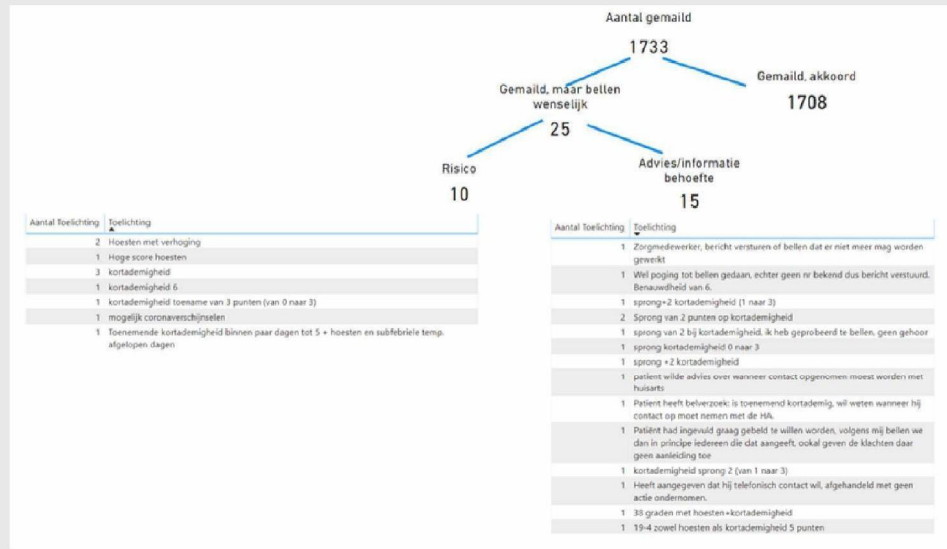 Aantal gemaild
1733
Gemaild, maar bellen
wenselijk
25
Gemaild, akkoord
1708
Risico
10
Advies/informatie
behoefte
15
Aantal Toelichting Toelichting
2 Hoesten met verhoging
1 Hoge score hoesten
3 kortademigheid
1 kortademigheid 6
1 kortademigheid toename van 3 punten (van 0 naar 3)
1 mogelijk coronaverschijnselen
1 Toenemende kortademigheid binnen paar dagen tot 5 + hoesten en subfebriele temp.
afgelopen dagen
Aantal Toelichting Toelichting
1 Zorgmedewerker, bericht versturen of bellen dat er niet meer mag worden
gewerkt
1 Wel poging tot bellen gedaan, echter geen nr bekend dus bericht verstuurd.
Benauwdheid van 6.
1 sprong+2 kortademigheid (1 naar 3)
2 Sprong van 2 punten op kortademigheid
1 sprong van 2 bij kortademigheid, ik heb geprobeerd te bellen, geen gehoor
1 sprong kortademigheid 0 naar 3
1 sprong +2 kortademigheid
1 patient wilde advies over wanneer contact opgenomen moest worden met
huisarts
1 Patient heeft belverzoek: is toenemend kortademig, wil weten wanneer hij
contact op moet nemen met de HA.
1 Patiënt had ingevuld graag gebeld te willen worden, volgens mij bellen we
dan in principe iedereen die dat aangeeft, ookal geven de klachten daar
geen aanleiding toe
1 kortademigheid sprong 2 (van 1 naar 3)
1 Heeft aangegeven dat hij telefonisch contact wil, afgehandeld met geen
actie ondernomen.
1 38 graden met hoesten+kortademigheid
1 19-4 zowel hoesten als kortademigheid 5 punten